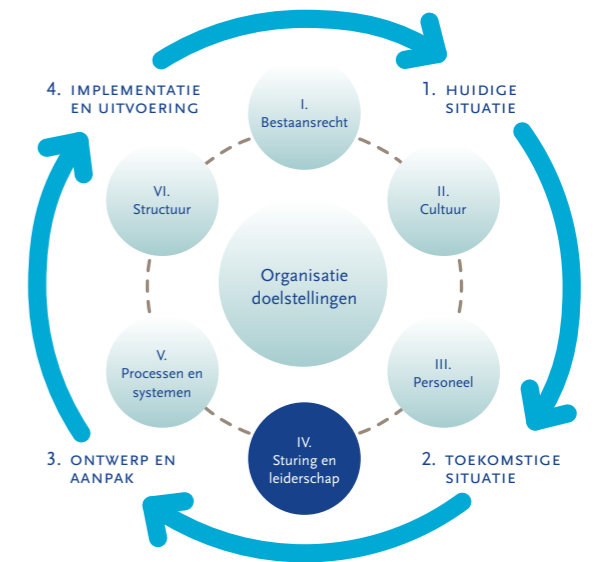 4. IMPLEMENTATIE
EN UITVOERING
1. HUIDIGE
SITUATIE
I.
Bestaansrecht
VI.
Structuur
II.
Cultuur
Organisatie
doelstellingen
V.
Processen en
systemen
III.
Personeel
IV.
Sturing en
leiderschap
3. ONTWERP EN
AANPAK
2. TOEKOMSTIGE
SITUATIE